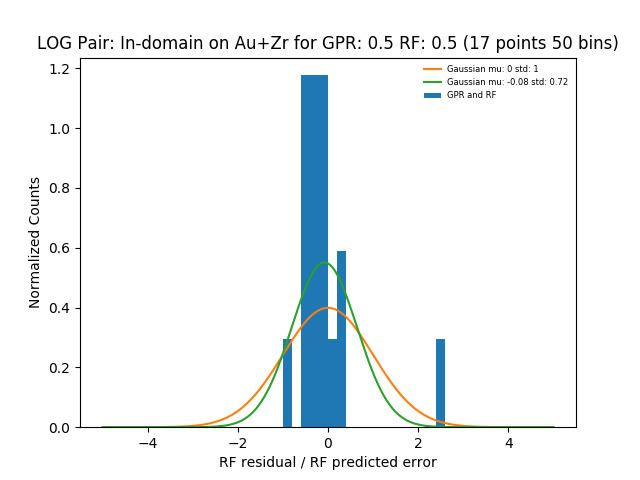 LOG Pair: In-domain on Au+Zr for GPR: 0.5 RF: 0.5 (17 points 50 bins)
Gaussian mu: 0 std: 1
Gaussian mu: -0.08 std: 0.72
GPR and RF
Normalized Counts
1.2
1.0
0.8
0.6
0.4
0.2
0.0
−4 −2 0 2 4
RF residual / RF predicted error